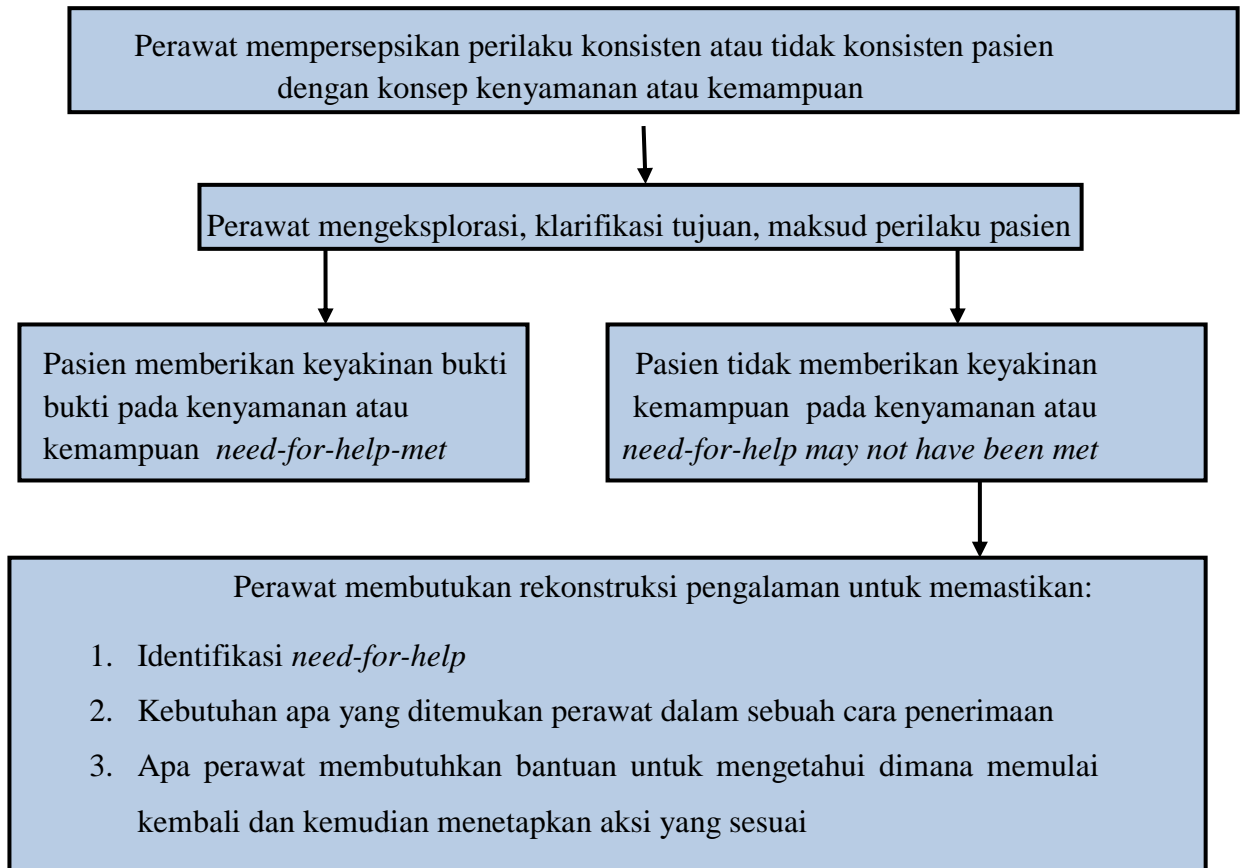 Perawat mempersepsikan perilaku konsisten atau tidak konsisten pasien
dengan konsep kenyamanan atau kemampuan
Perawat mengeksplorasi, klarifikasi tujuan, maksud perilaku pasien
Pasien memberikan keyakinan bukti
bukti pada kenyamanan atau
kemampuan need-for-help-met
Pasien tidak memberikan keyakinan
kemampuan pada kenyamanan atau
need-for-help may not have been met
Perawat membutukan rekonstruksi pengalaman untuk memastikan:
1. Identifikasi need-for-help
2. Kebutuhan apa yang ditemukan perawat dalam sebuah cara penerimaan
3. Apa perawat membutuhkan bantuan untuk mengetahui dimana memulai
kembali dan kemudian menetapkan aksi yang sesuai